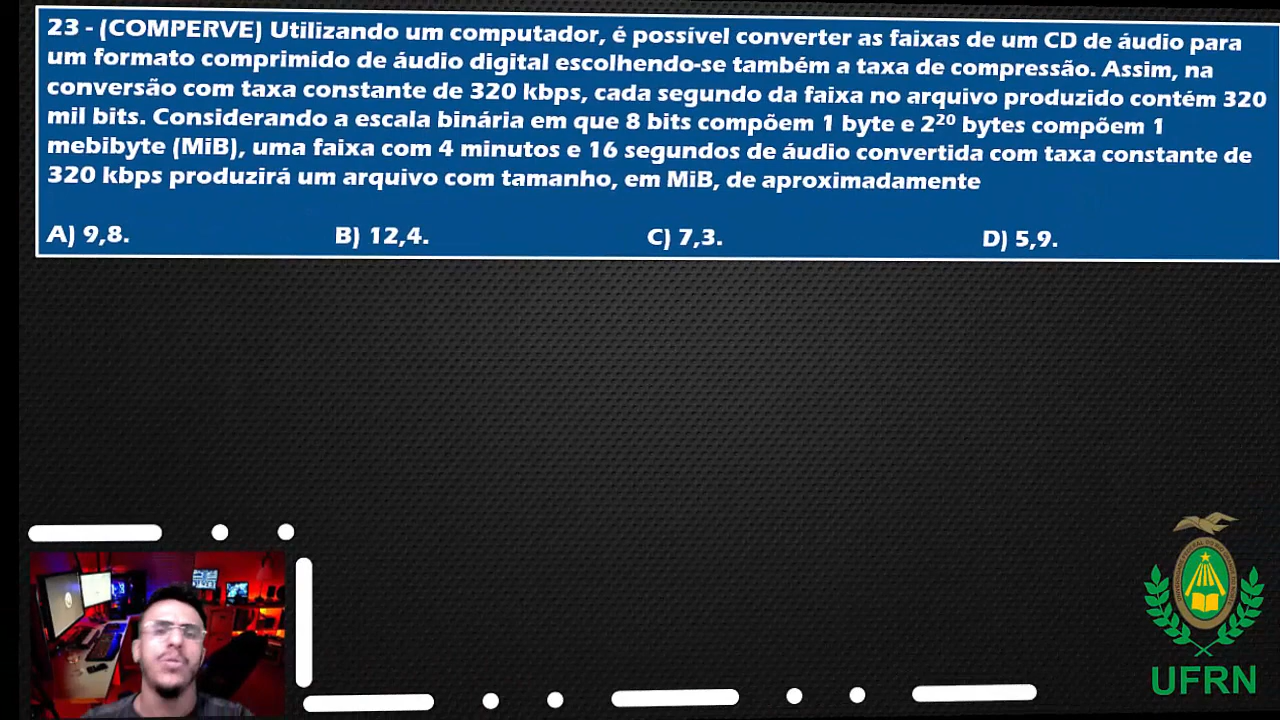 23 - (COMPERVE) Utilizando um computador, é possível converter as faixas de um CD de áudio para
um formato comprimido de áudio digital escolhendo-se também a taxa de compressão. Assim, na
conversão com taxa constante de 320 kbps, cada segundo da faixa no arquivo produzido contém 320
mil bits. Considerando a escala binária em que 8 bits compõem 1 byte e 2²⁰ bytes compõem 1
mebibyte (MiB), uma faixa com 4 minutos e 16 segundos de áudio convertida com taxa constante de
320 kbps produzirá um arquivo com tamanho, em MiB, de aproximadamente
A) 9,8. B) 12,4. C) 7,3. D) 5,9.
UFRN